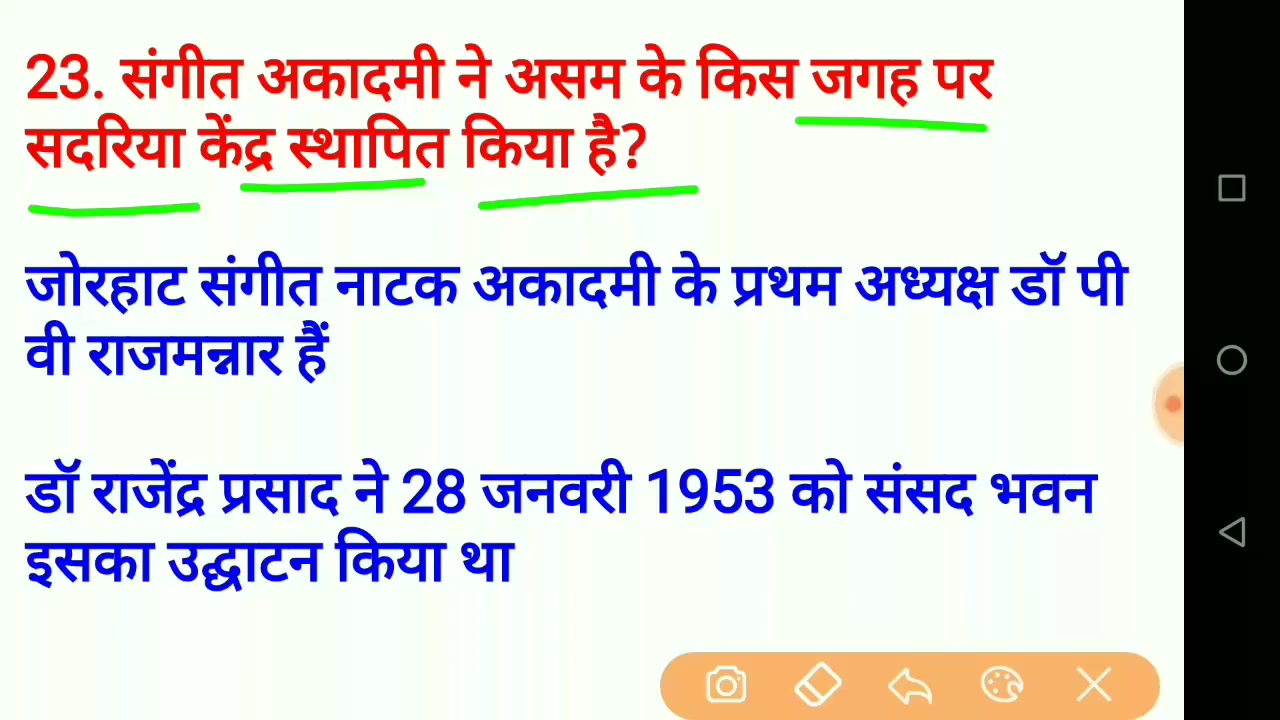 23. संगीत अकादमी ने असम के किस जगह पर
सदरिया केंद्र स्थापित किया है?
जोरहाट संगीत नाटक अकादमी के प्रथम अध्यक्ष डॉ पी
वी राजमन्नार हैं
डॉ राजेंद्र प्रसाद ने 28 जनवरी 1953 को संसद भवन
इसका उद्घाटन किया था